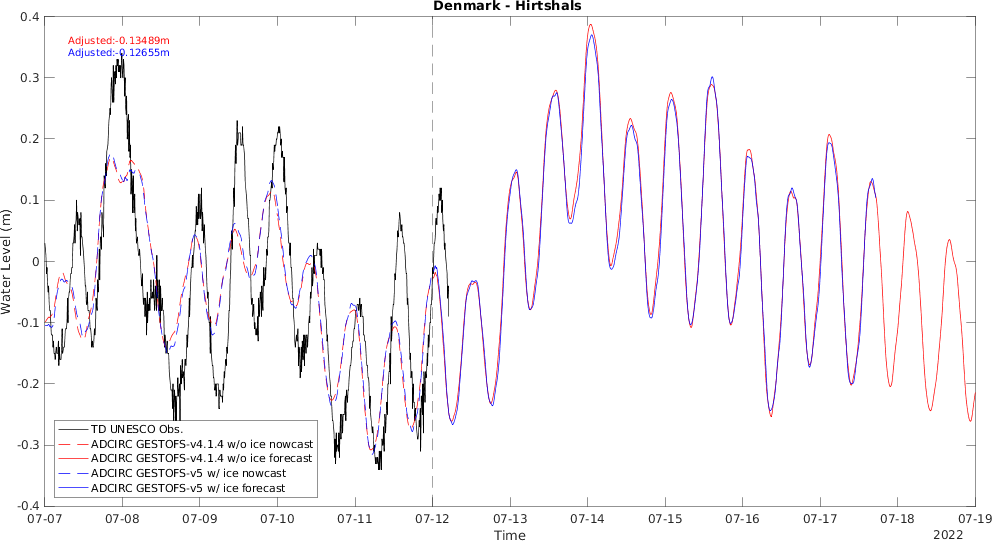 Denmark - Hirtshals
Adjusted:-0.13489m
Adjusted:-0.12655m
0.4
0.3
0.2
0.1
0
-0.1
-0.2
-0.3
-0.4
Water Level (m)
TD UNESCO Obs.
ADCIRC GESTOFS-v4.1.4 w/o ice nowcast
ADCIRC GESTOFS-v4.1.4 w/o ice forecast
ADCIRC GESTOFS-v5 w/ ice nowcast
ADCIRC GESTOFS-v5 w/ ice forecast
07-07 07-08 07-09 07-10 07-11 07-12 07-13 07-14 07-15 07-16 07-17 07-18 07-19
Time
2022